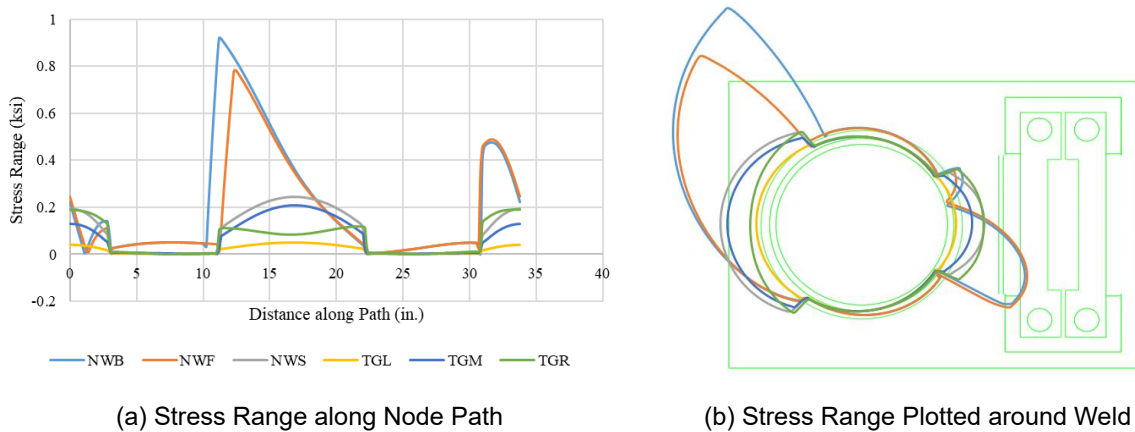 1
0.8
0.6
0.4
0.2
0
-0.2
Stress Range (ksi)
0 5 10 15 20 25 30 35 40
Distance along Path (in.)
NWB NWF NWS TGL TGM TGR
(a) Stress Range along Node Path
(b) Stress Range Plotted around Weld